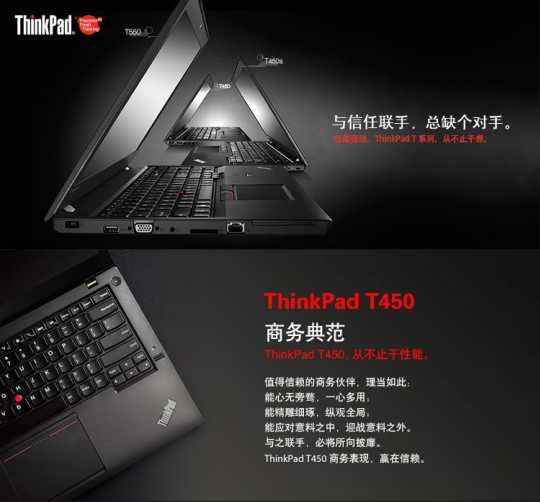 ThinkPad
T550
T450s
T450
与信任联手，总缺个对手。
ThinkPad T 系列，从不止于想。
ThinkPad T450
商务典范
ThinkPad T450，从不止于性能。
值得信赖的商务伙伴，理当如此：
能心无旁骛，一心多用；
能精雕细琢，纵观全局；
能应对意料之中，迎战意料之外。
与之联手，必将所向披靡。
ThinkPad T450 商务表现，赢在信赖。
ThinkPad